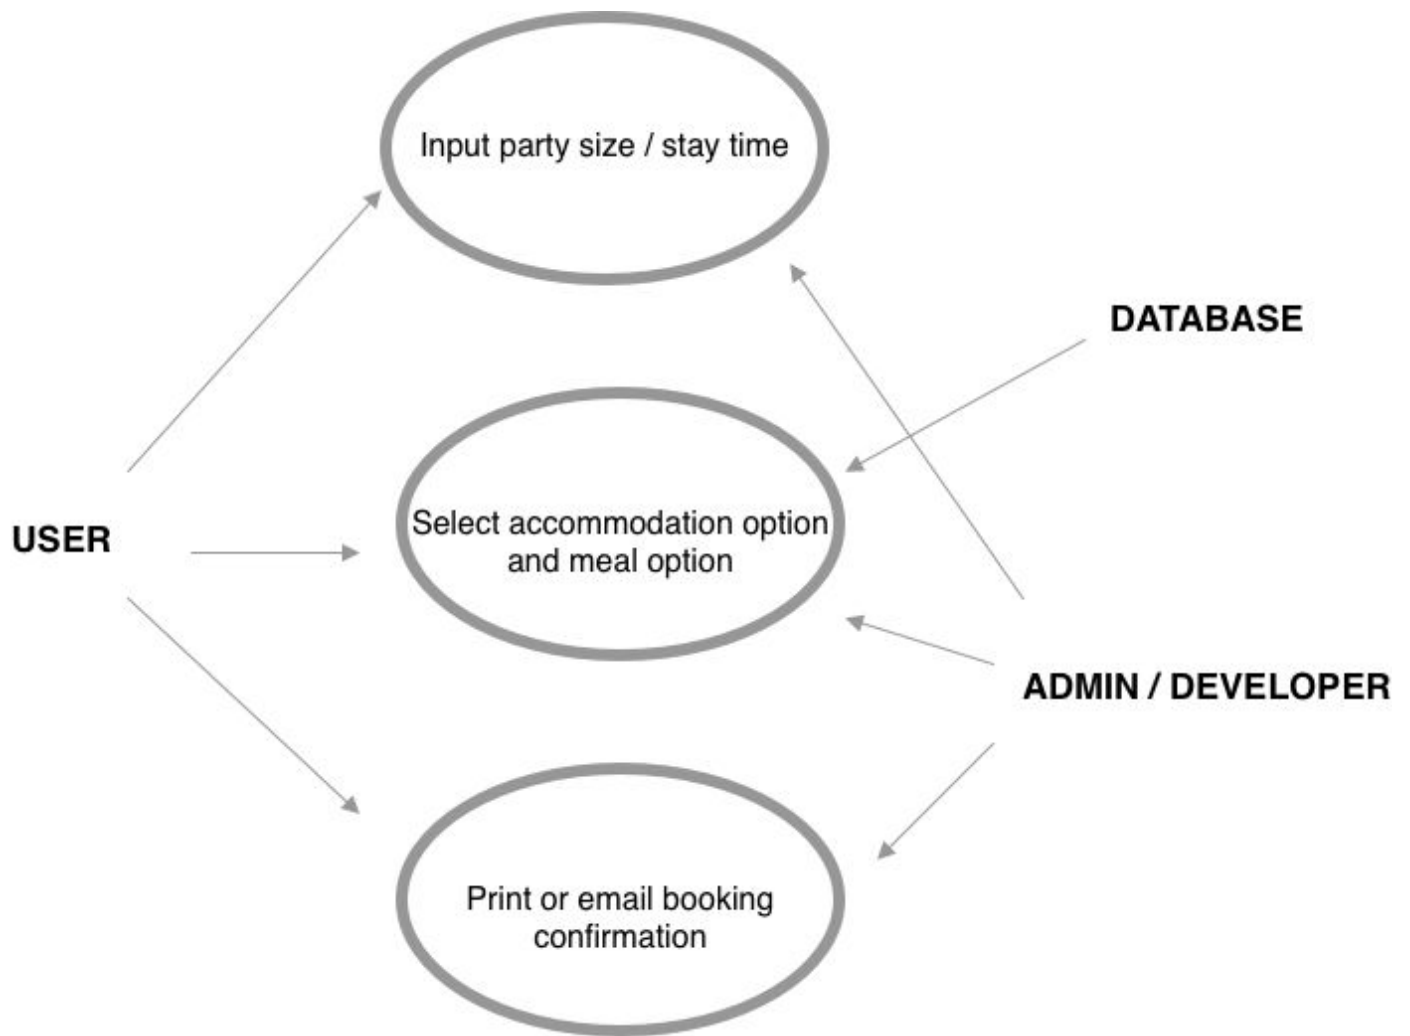 Input party size / stay time
DATABASE
Select accommodation option
and meal option
USER
ADMIN / DEVELOPER
Print or email booking
confirmation